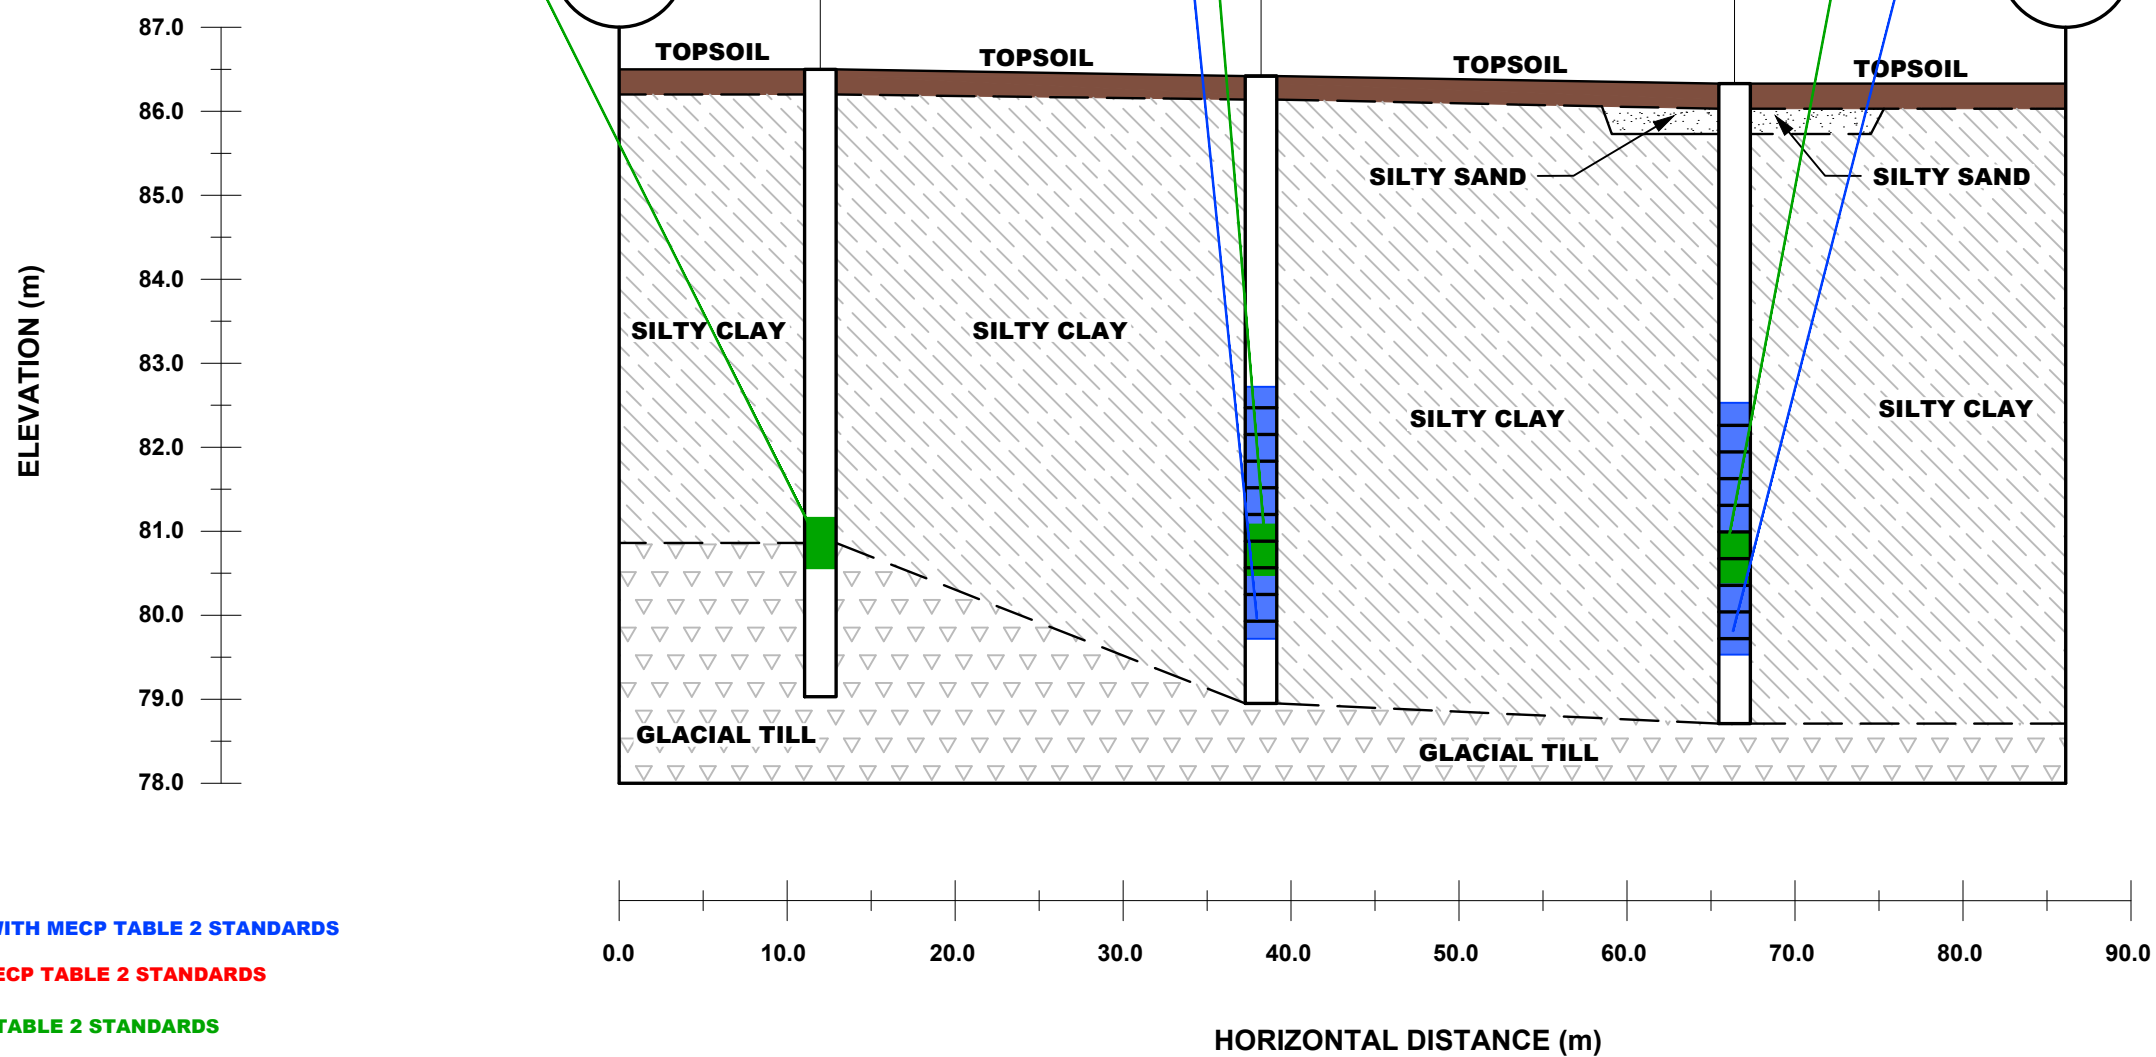 87.0
TOPSOIL
TOPSOIL
TOPSOIL
TOPSOIL
86.0
SILTY SAND
SILTY SAND
85.0
84.0
ELEVATION (m)
SILTY CLAY
SILTY CLAY
83.0
SILTY CLAY
SILTY CLAY
82.0
81.0
80.0
79.0
GLACIAL TILL
GLACIAL TILL
78.0
WITH MECP TABLE 2 STANDARDS
0.0 10.0 20.0 30.0 40.0 50.0 60.0 70.0 80.0 90.0
ECP TABLE 2 STANDARDS
TABLE 2 STANDARDS
HORIZONTAL DISTANCE (m)